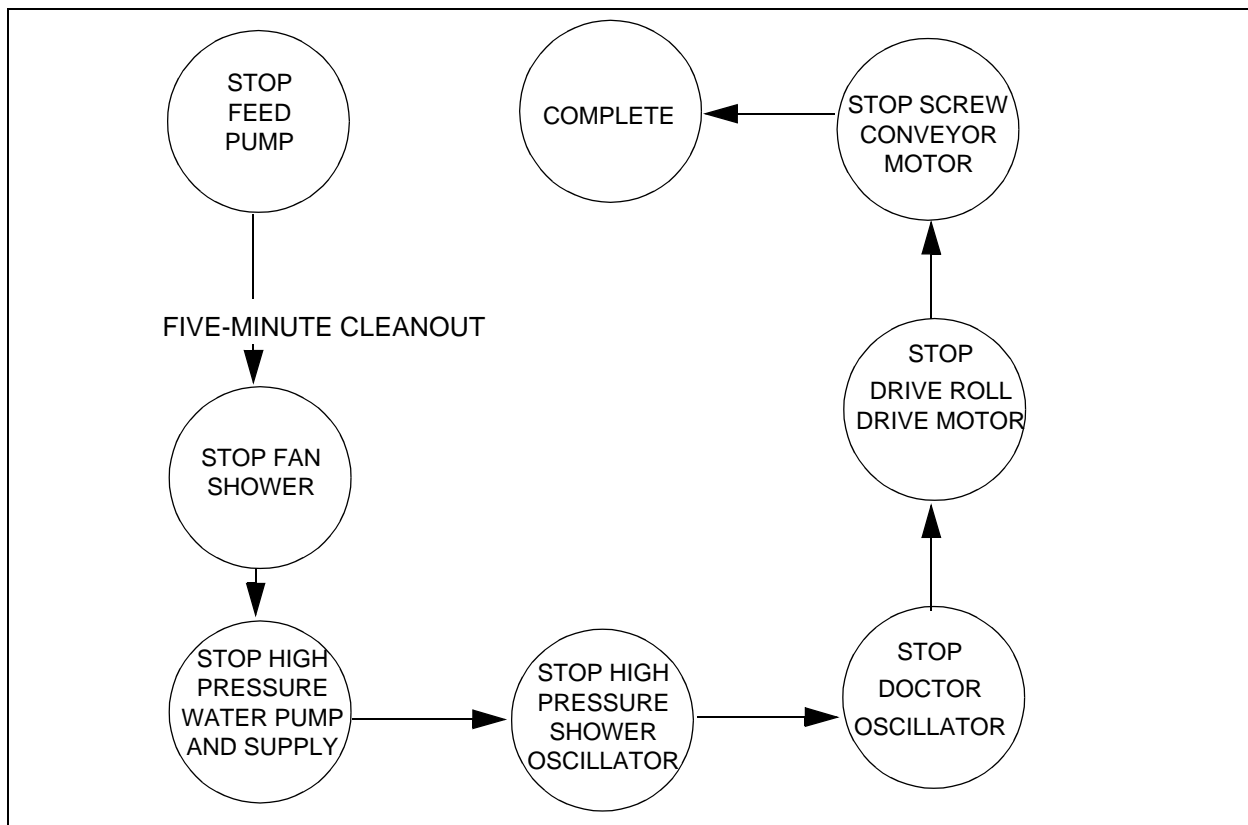 STOP
FEED
PUMP
FIVE-MINUTE CLEANOUT
STOP FAN
SHOWER
STOP HIGH
PRESSURE
WATER PUMP
AND SUPPLY
STOP HIGH
PRESSURE
SHOWER
OSCILLATOR
STOP
DOCTOR
OSCILLATOR
STOP
DRIVE ROLL
DRIVE MOTOR
STOP SCREW
CONVEYOR
MOTOR
COMPLETE